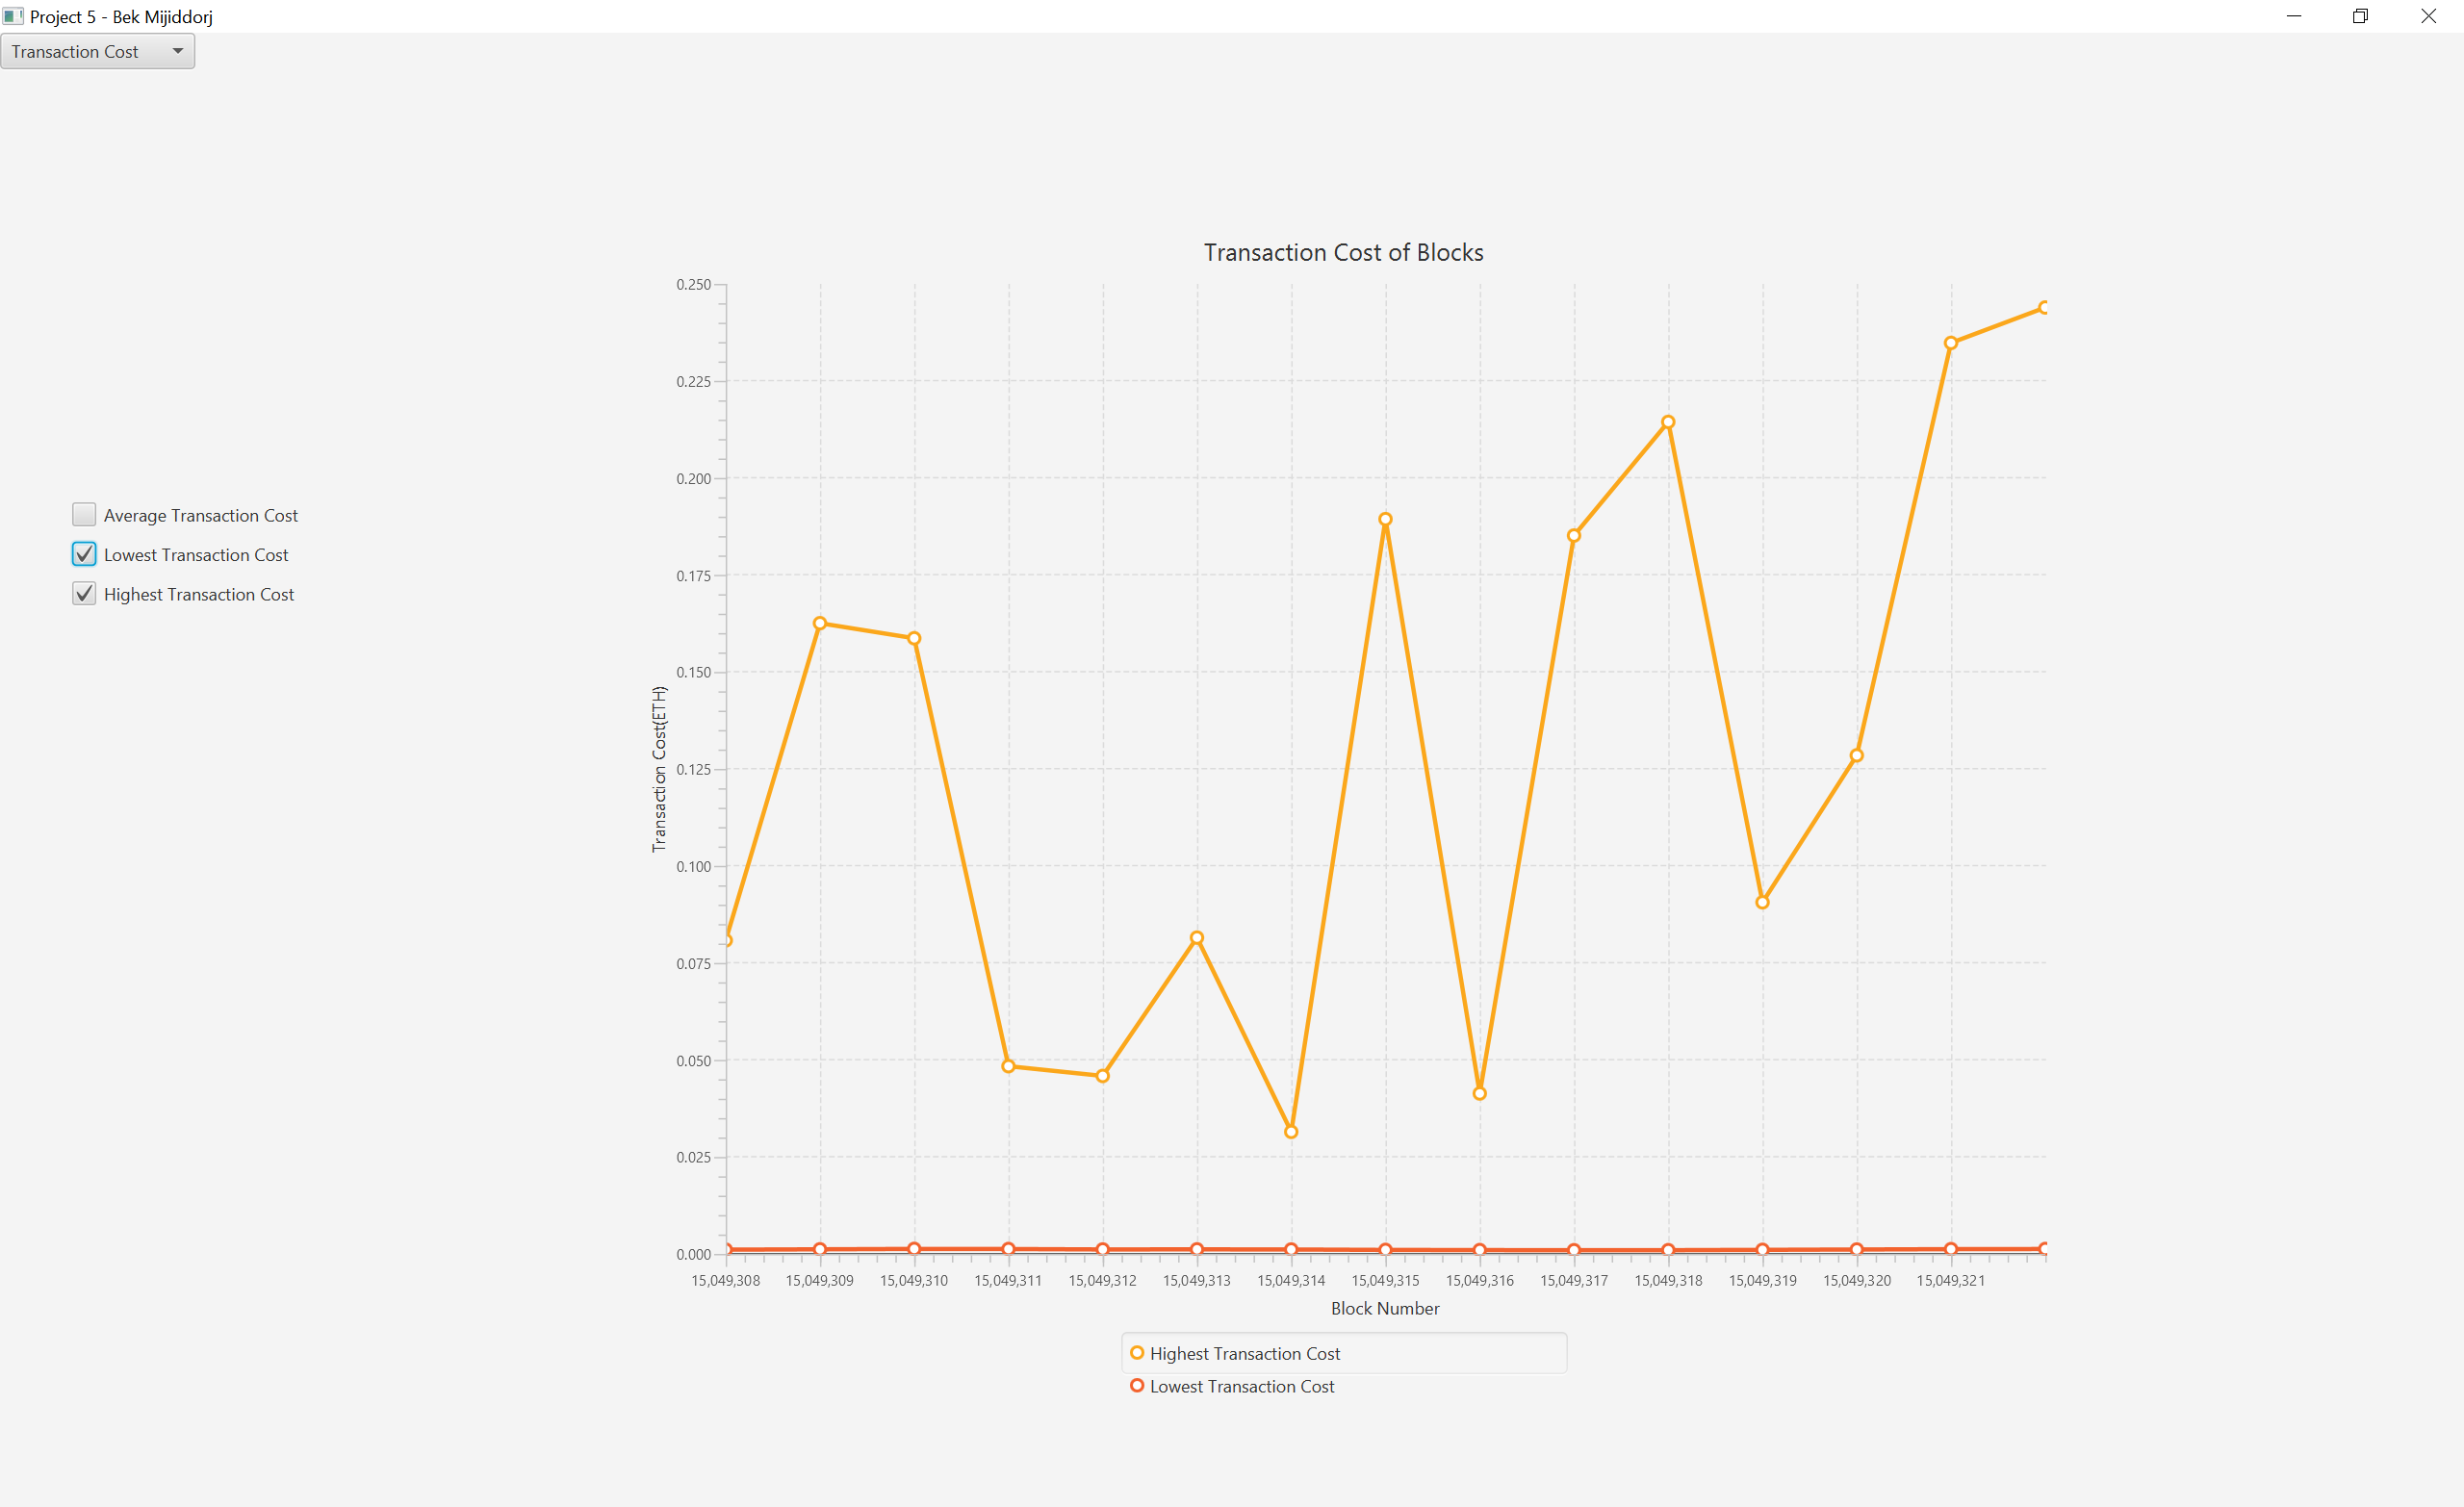 Project 5 - Bek Mijiddorj
Transaction Cost
Average Transaction Cost
Lowest Transaction Cost
Highest Transaction Cost
Transaction Cost of Blocks
Transaction Cost(ETH)
0.250
0.225
0.200
0.175
0.150
0.125
0.100
0.075
0.050
0.025
0.000
15,049,308 15,049,309 15,049,310 15,049,311 15,049,312 15,049,313 15,049,314 15,049,315 15,049,316 15,049,317 15,049,318 15,049,319 15,049,320 15,049,321
Block Number
Highest Transaction Cost
Lowest Transaction Cost